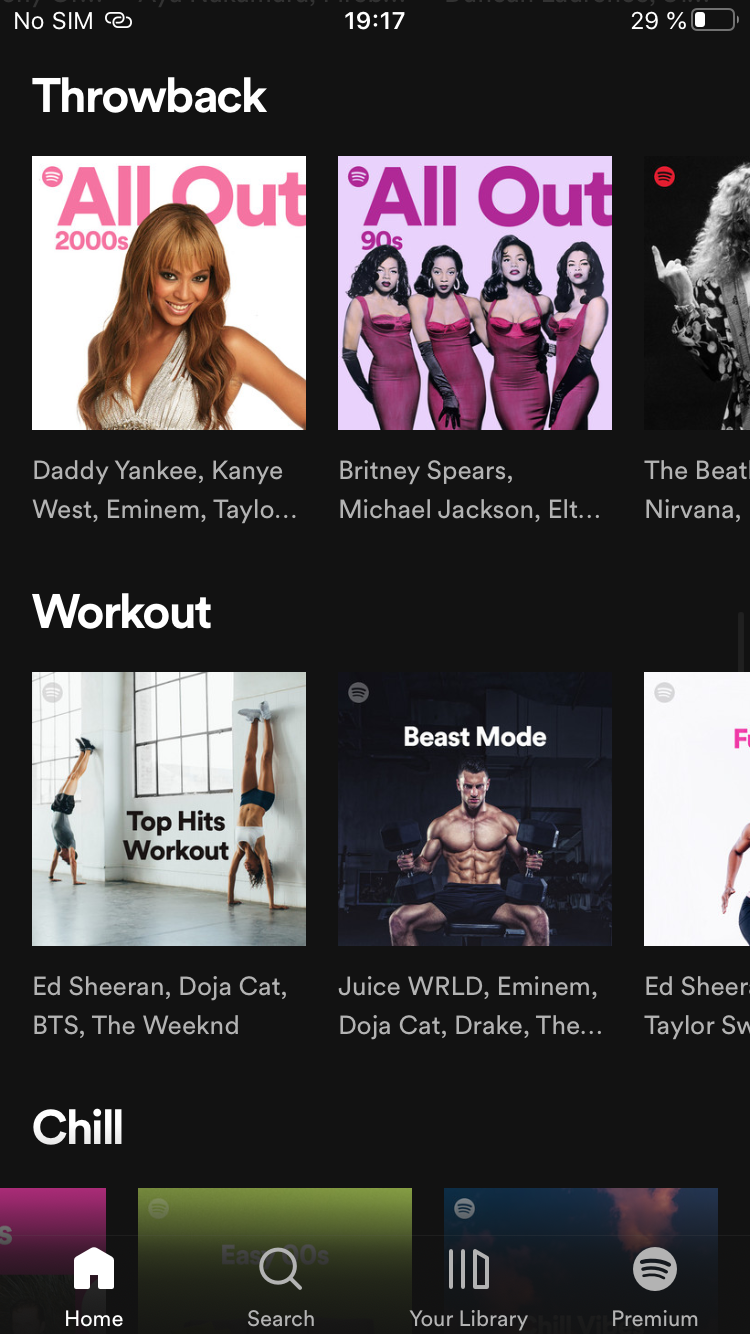 No SIM 19:17 29 %
Throwback
All Out
2000s
All Out
90s
Daddy Yankee, Kanye
West, Eminem, Taylo...
Britney Spears,
Michael Jackson, Elt...
The Beatl
Nirvana,
Workout
Top Hits
Workout
Beast Mode
Ed Sheeran, Doja Cat,
BTS, The Weeknd
Juice WRLD, Eminem,
Doja Cat, Drake, The...
Ed Sheer
Taylor Sw
Chill
Home
Search
Your Library
Premium